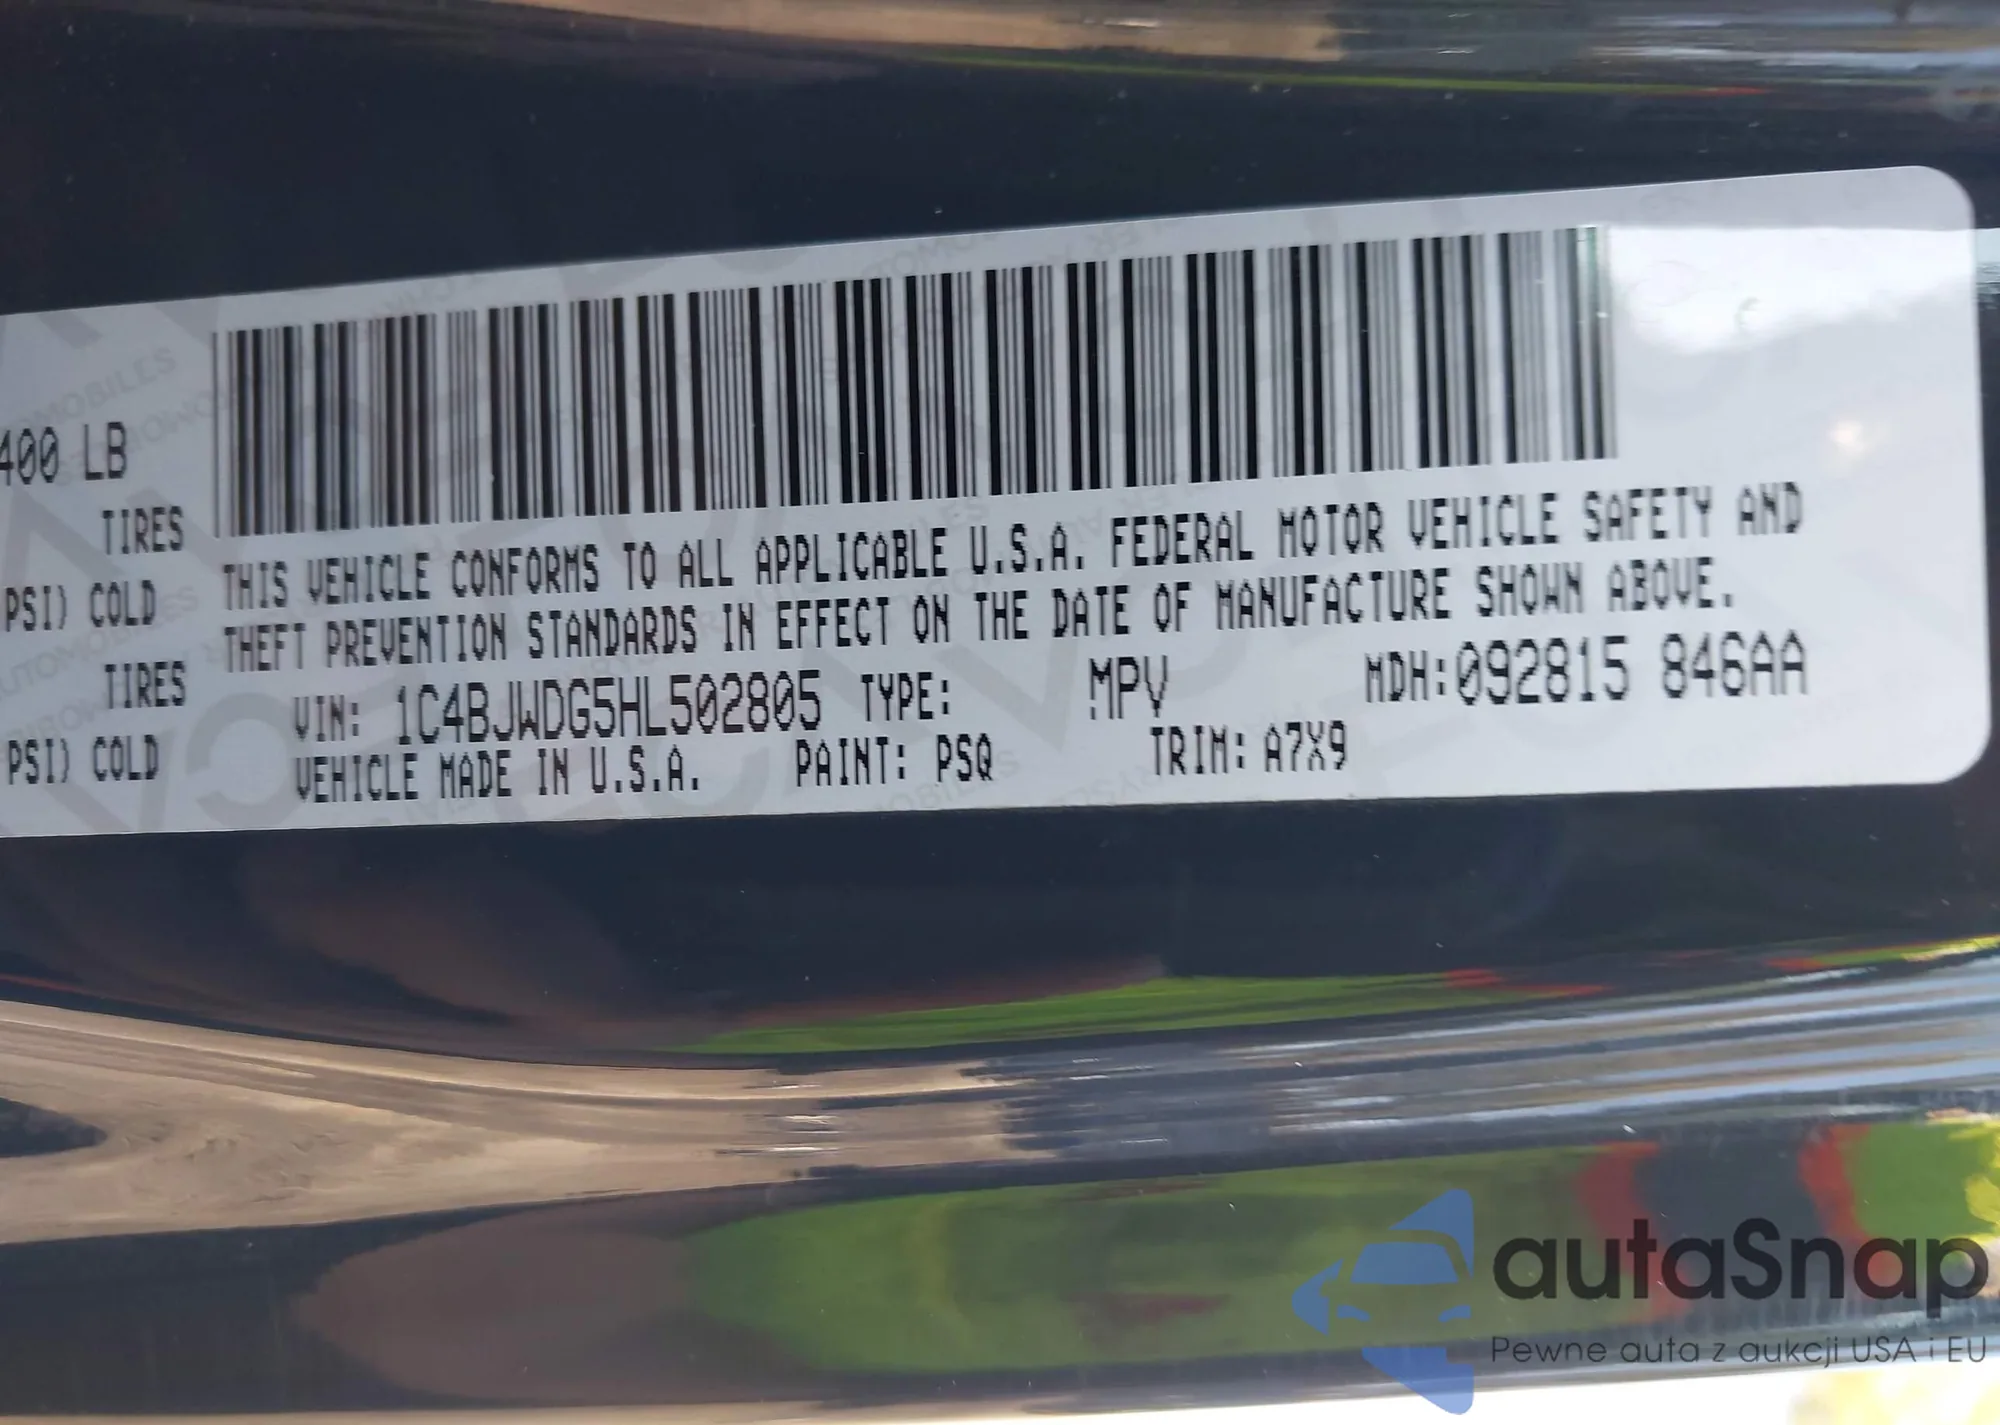 400 LB
TIRES
PSI) COLD
TIRES
PSI) COLD
THIS VEHICLE CONFORMS TO ALL APPLICABLE U.S.A. FEDERAL MOTOR VEHICLE SAFETY AND
THEFT PREVENTION STANDARDS IN EFFECT ON THE DATE OF MANUFACTURE SHOWN ABOVE.
VIN: 1C4BJWDG5HL502805 TYPE: MPV MDH:092815 846AA
VEHICLE MADE IN U.S.A. PAINT: PSQ TRIM: A7X9
autaSnap
Pewne auta z aukcji USA i EU